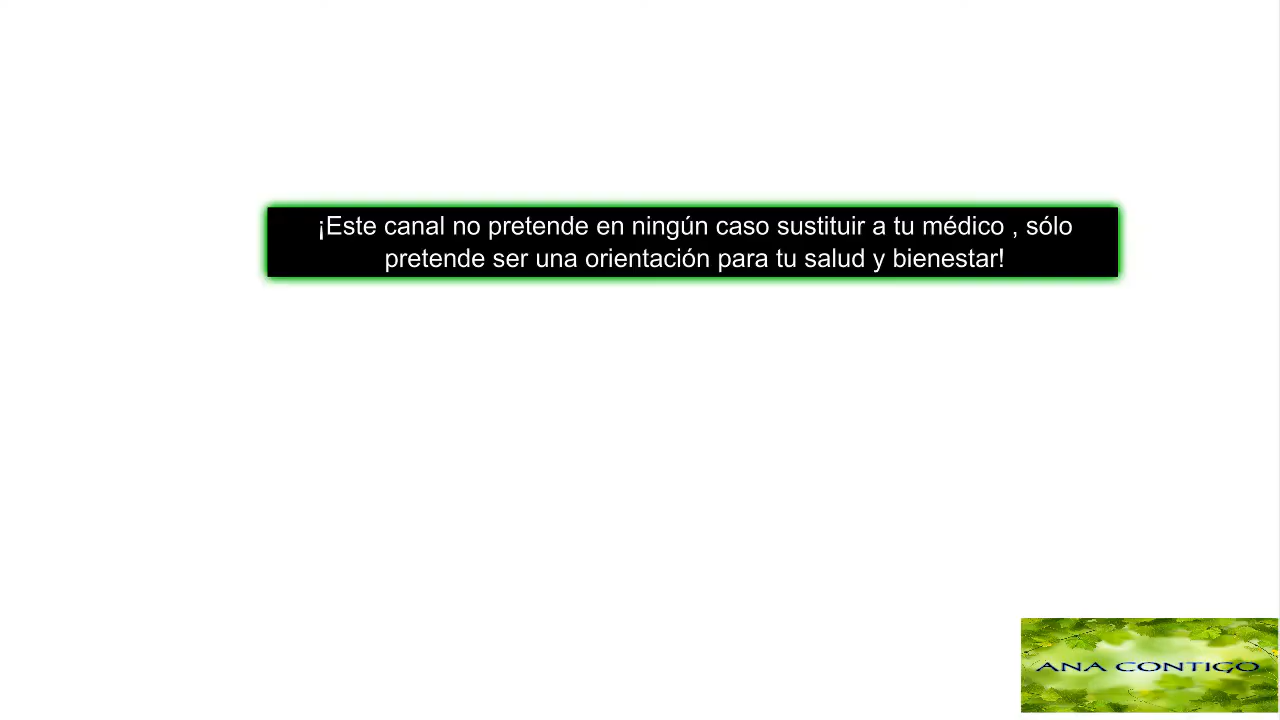 ¡Este canal no pretende en ningún caso sustituir a tu médico , sólo
pretende ser una orientación para tu salud y bienestar!
ANA CONTIGO